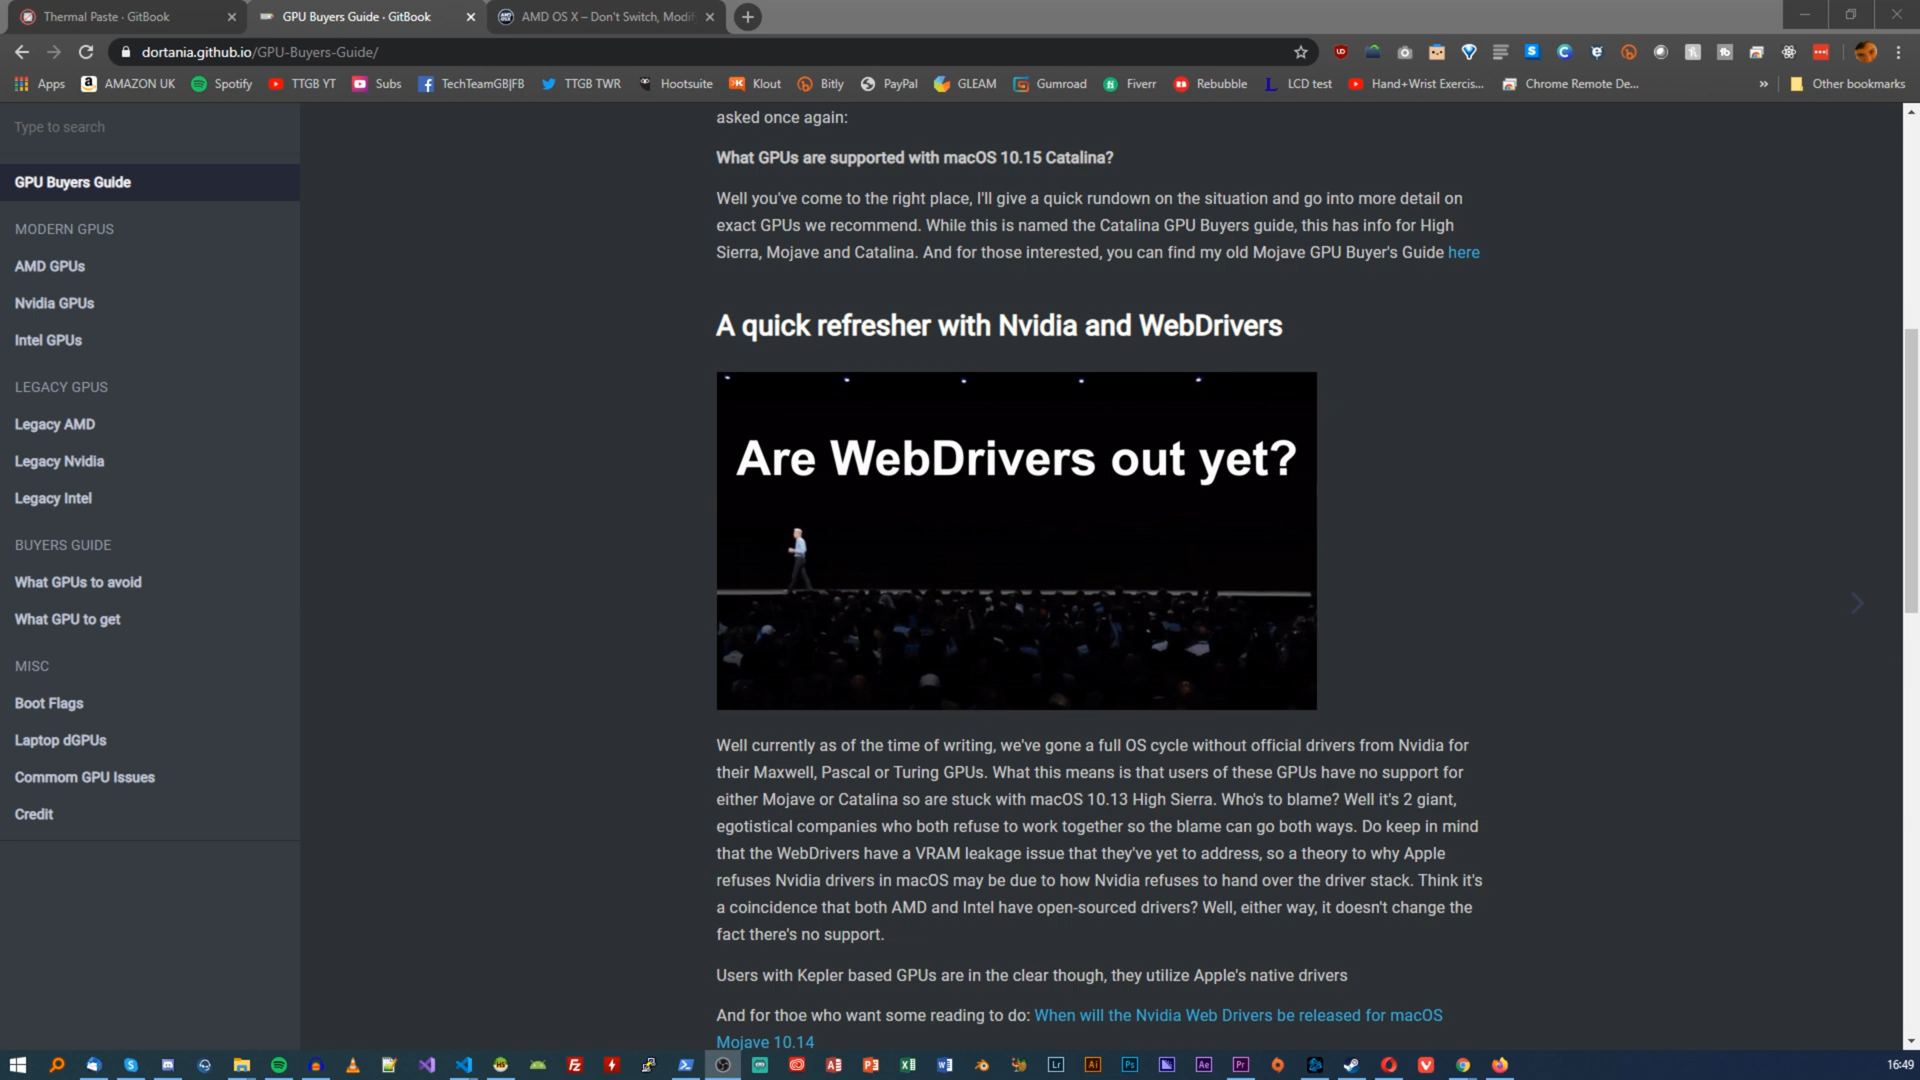 Thermal Paste · GitBook
GPU Buyers Guide · GitBook
AMD OS X – Don't Switch, Modif
dortania.github.io/GPU-Buyers-Guide/
Apps
AMAZON UK
Spotify
TTGB YT
Subs
TechTeamGB|FB
TTGB TWR
Hootsuite
Klout
Bitly
PayPal
GLEAM
Gumroad
Fiverr
Rebubble
LCD test
Hand+Wrist Exercis...
Chrome Remote De...
»
Other bookmarks
Type to search
GPU Buyers Guide
MODERN GPUS
AMD GPUs
Nvidia GPUs
Intel GPUs
LEGACY GPUS
Legacy AMD
Legacy Nvidia
Legacy Intel
BUYERS GUIDE
What GPUs to avoid
What GPU to get
MISC
Boot Flags
Laptop dGPUs
Commom GPU Issues
Credit
asked once again:
What GPUs are supported with macOS 10.15 Catalina?
Well you've come to the right place, I'll give a quick rundown on the situation and go into more detail on
exact GPUs we recommend. While this is named the Catalina GPU Buyers guide, this has info for High
Sierra, Mojave and Catalina. And for those interested, you can find my old Mojave GPU Buyer's Guide here
A quick refresher with Nvidia and WebDrivers
Are WebDrivers out yet?
Well currently as of the time of writing, we've gone a full OS cycle without official drivers from Nvidia for
their Maxwell, Pascal or Turing GPUs. What this means is that users of these GPUs have no support for
either Mojave or Catalina so are stuck with macOS 10.13 High Sierra. Who's to blame? Well it's 2 giant,
egotistical companies who both refuse to work together so the blame can go both ways. Do keep in mind
that the WebDrivers have a VRAM leakage issue that they've yet to address, so a theory to why Apple
refuses Nvidia drivers in macOS may be due to how Nvidia refuses to hand over the driver stack. Think it's
a coincidence that both AMD and Intel have open-sourced drivers? Well, either way, it doesn't change the
fact there's no support.
Users with Kepler based GPUs are in the clear though, they utilize Apple's native drivers
And for thoe who want some reading to do: When will the Nvidia Web Drivers be released for macOS
Mojave 10.14
16:49